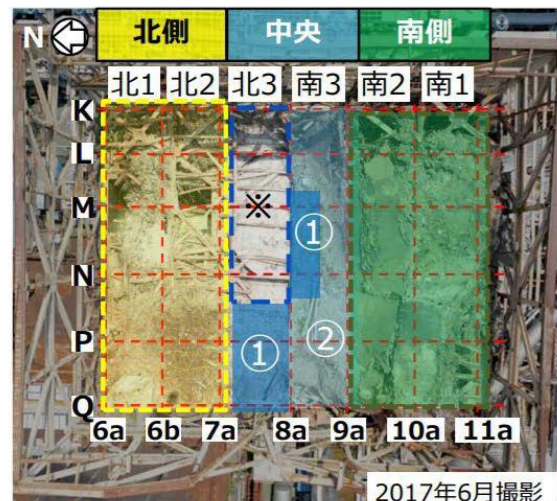 N 北側 中央 南側
北1 北2 北3 南3 南2 南1
K
L
M ※
①
N
P ① ②
Q
6a 6b 7a 8a 9a 10a 11a
2017年6月撮影